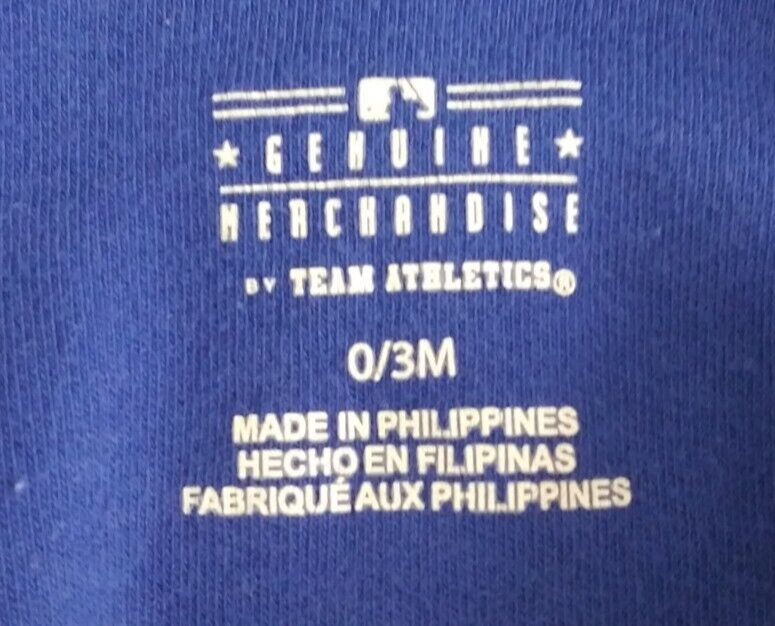 GENUINE
MERCHANDISE
BY TEAM ATHLETICS®
0/3M
MADE IN PHILIPPINES
HECHO EN FILIPINAS
FABRIQUÉ AUX PHILIPPINES